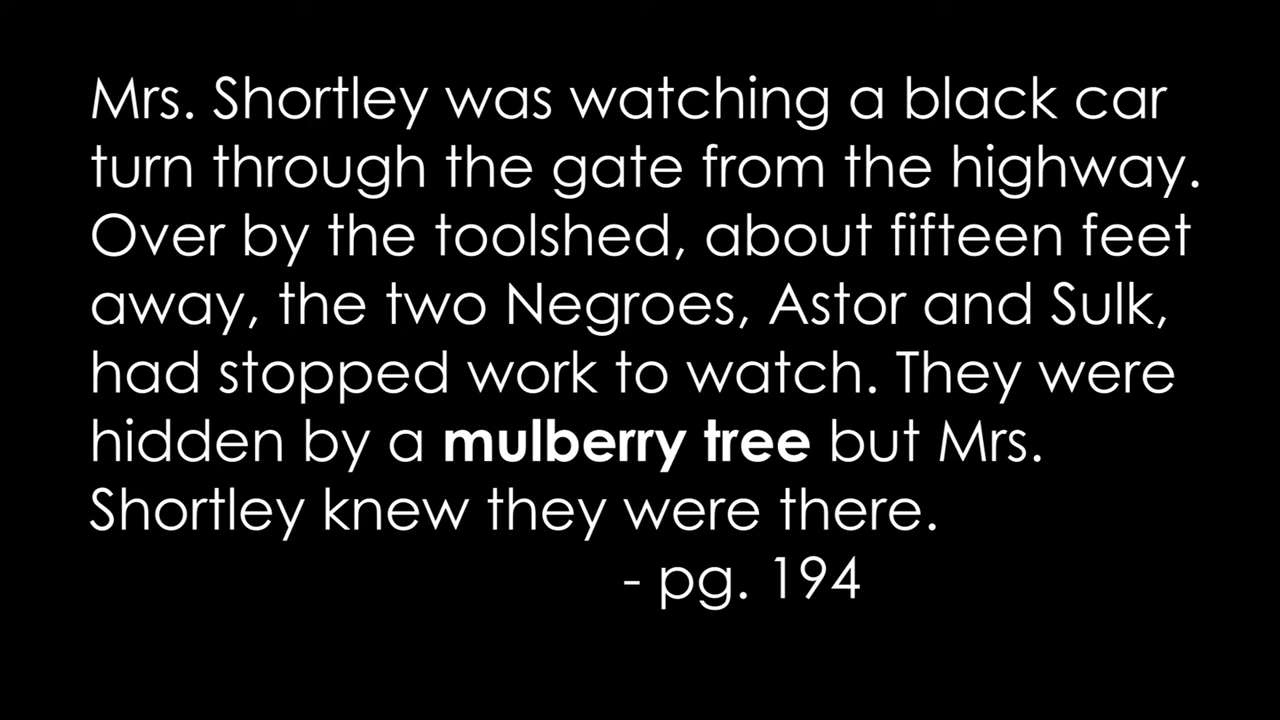 Mrs. Shortley was watching a black car
turn through the gate from the highway.
Over by the toolshed, about fifteen feet
away, the two Negroes, Astor and Sulk,
had stopped work to watch. They were
hidden by a mulberry tree but Mrs.
Shortley knew they were there.
- pg. 194